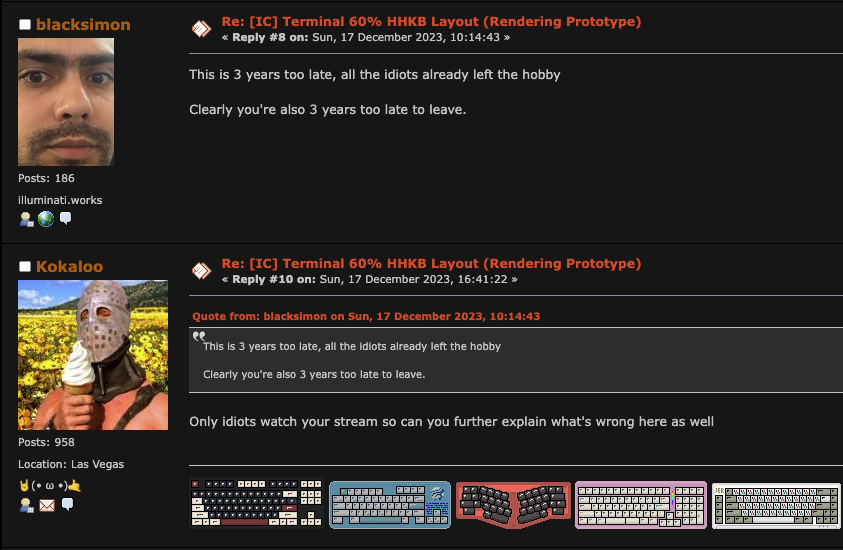 blacksimon
Re: [IC] Terminal 60% HHKB Layout (Rendering Prototype)
« Reply #8 on: Sun, 17 December 2023, 10:14:43 »
This is 3 years too late, all the idiots already left the hobby
Clearly you're also 3 years too late to leave.
Posts: 186
illuminati.works
Kokaloo
Re: [IC] Terminal 60% HHKB Layout (Rendering Prototype)
« Reply #10 on: Sun, 17 December 2023, 16:41:22 »
Quote from: blacksimon on Sun, 17 December 2023, 10:14:43
This is 3 years too late, all the idiots already left the hobby
Clearly you're also 3 years too late to leave.
Only idiots watch your stream so can you further explain what's wrong here as well
Posts: 958
Location: Las Vegas
🤘(• ω •)🤙